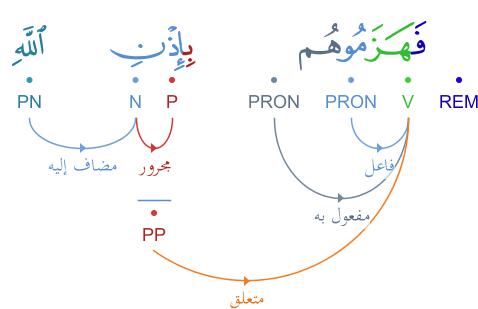 فَهَزَمُوهُم بِإِذْنِ ٱللَّهِ
REM V PRON PRON P N PN
فاعل مجرور مضاف إليه
مفعول به
PP
متعلق